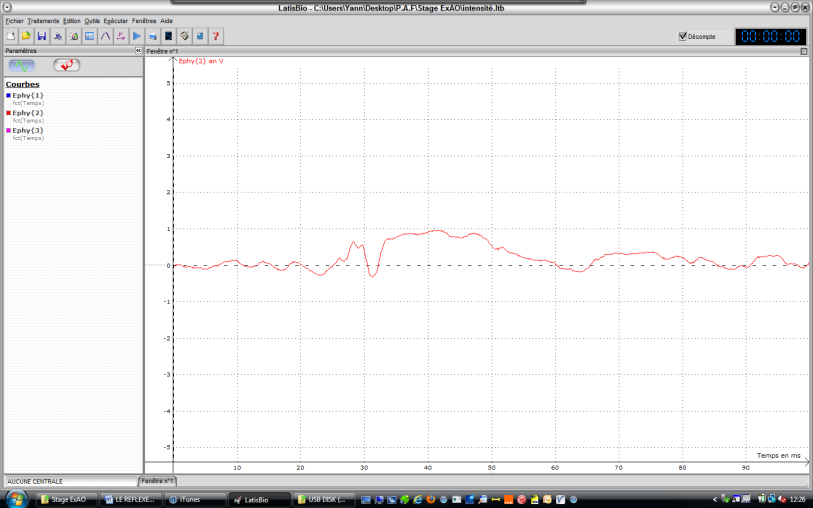 LatisBio - C:\Users\Yann\Desktop\P.A.F\Stage ExAO\intensité.ltb
Fichier Traitements Edition Outils Exécuter Fenêtres Aide
Décompte
00:00:00
Paramètres
Fenêtre n°1
Courbes
Ephy{1}
fct(Temps)
Ephy{2}
fct(Temps)
Ephy{3}
fct(Temps)
Ephy{2} en V
5
4
3
2
1
0
-1
-2
-3
-4
-5
10 20 30 40 50 60 70 80 90
Temps en ms
AUCUNE CENTRALE
Fenêtre n°1
Stage ExAO
LE REFLEXE...
iTunes
LatisBio
USB DISK (...
12:26